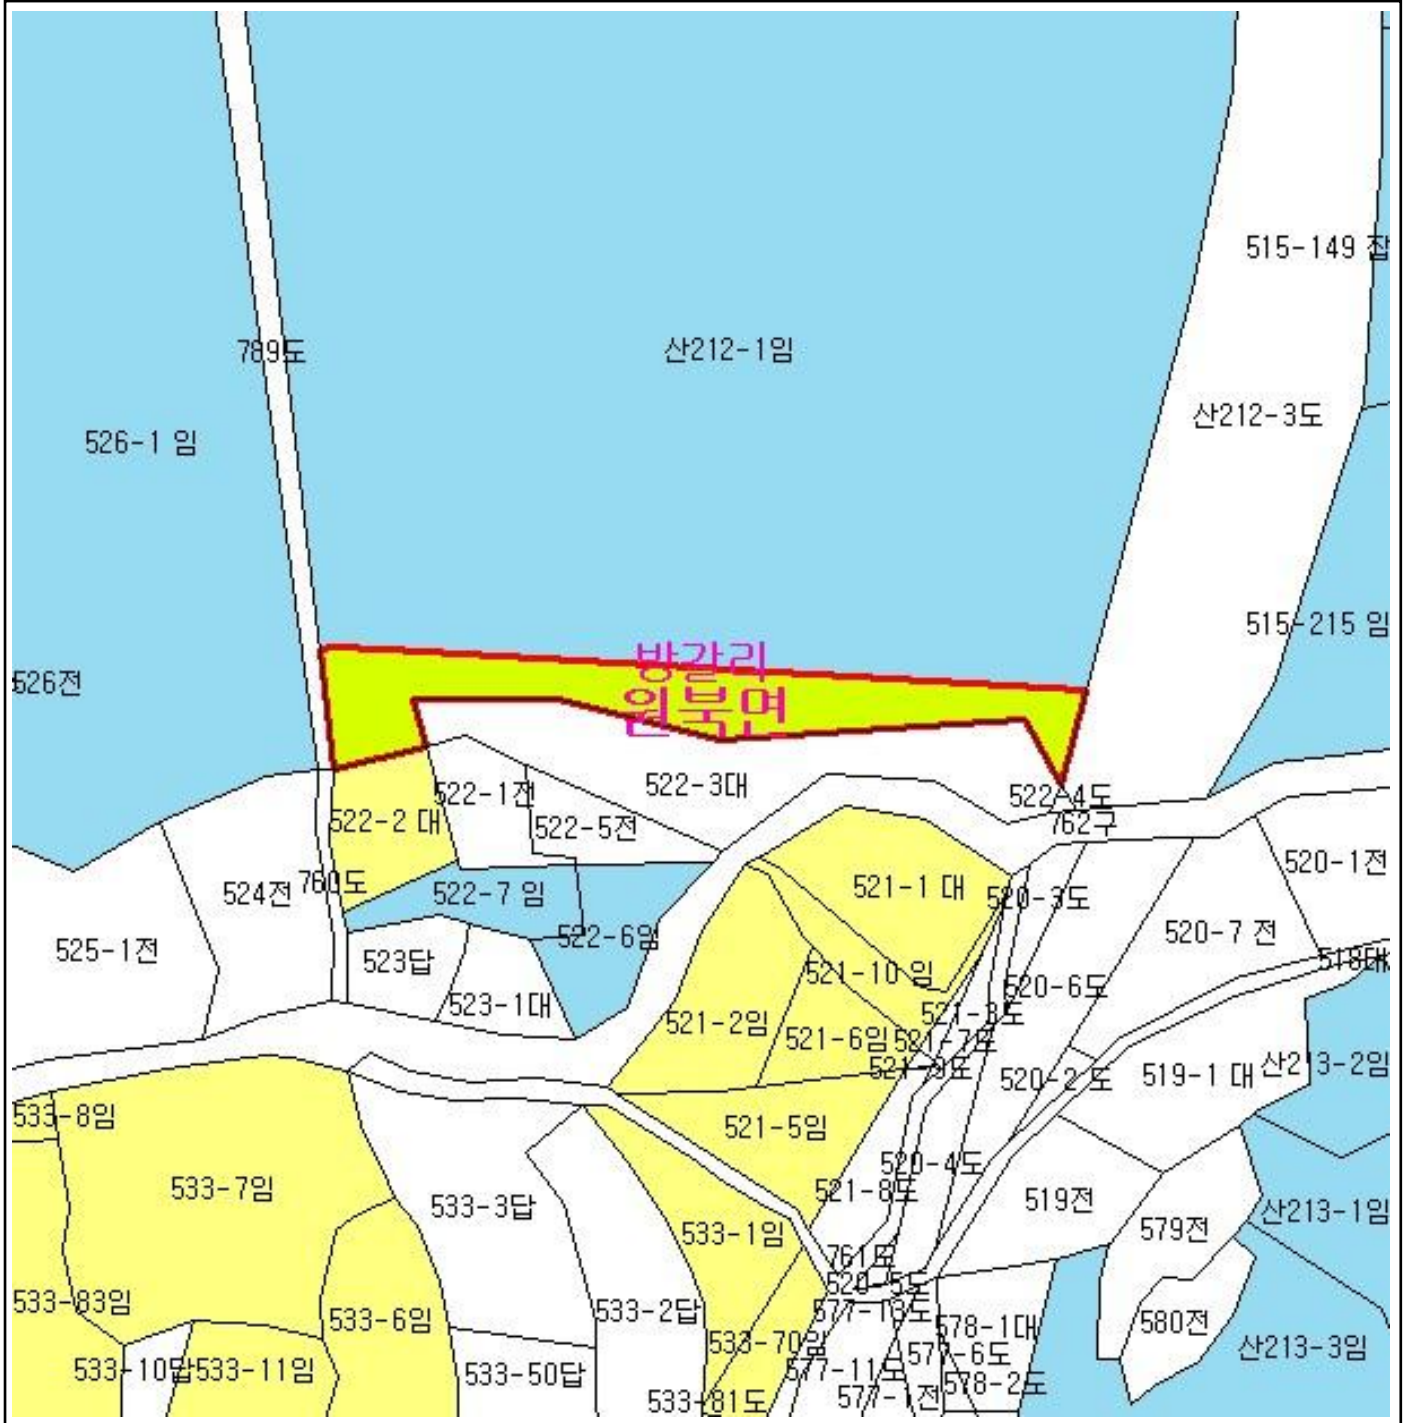 515-149 잡
789도
산212-1임
산212-3도
526-1 임
515-215 임
방갈리
526전
원북면
522-3대
522-1전
522-4도
522-2 대
522-5전
762구
520-1전
760도
524전
522-7 임
521-1 대
520-3도
522-6임
520-7 전
525-1전
523답
518대
521-10 임
520-6도
523-1대
521-3도
521-2임
521-6임
521-7도
521-9도
산213-2임
520-2 도
519-1 대
533-8임
521-5임
520-4도
533-7임
521-8도
533-3답
519전
산213-1임
533-1임
579전
761도
520-5도
533-83임
533-2답
577-13도
533-6임
578-1대
580전
533-70임
577-6도
산213-3임
533-10답
533-11임
533-50답
577-11도
578-2도
533-81도
577-1전